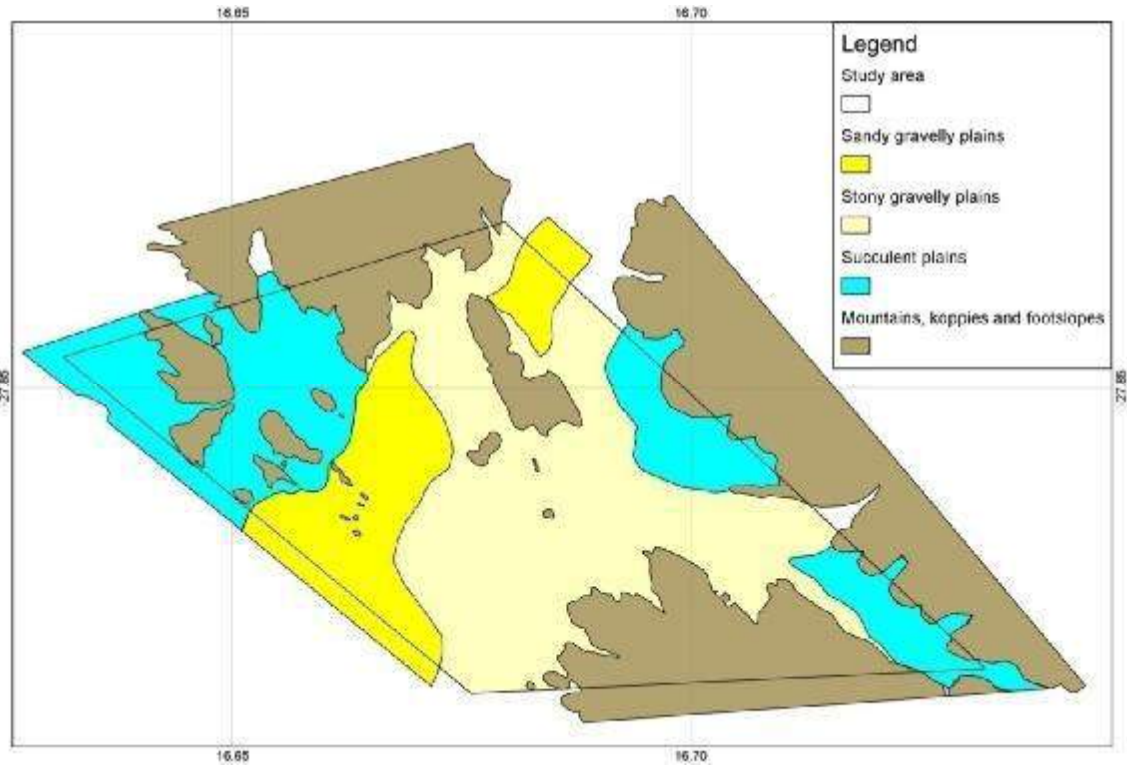 16.65 16.70
Legend
Study area
Sandy gravelly plains
Stony gravelly plains
Succulent plains
Mountains, koppies and footslopes
-27.85 -27.85
16.65 16.70